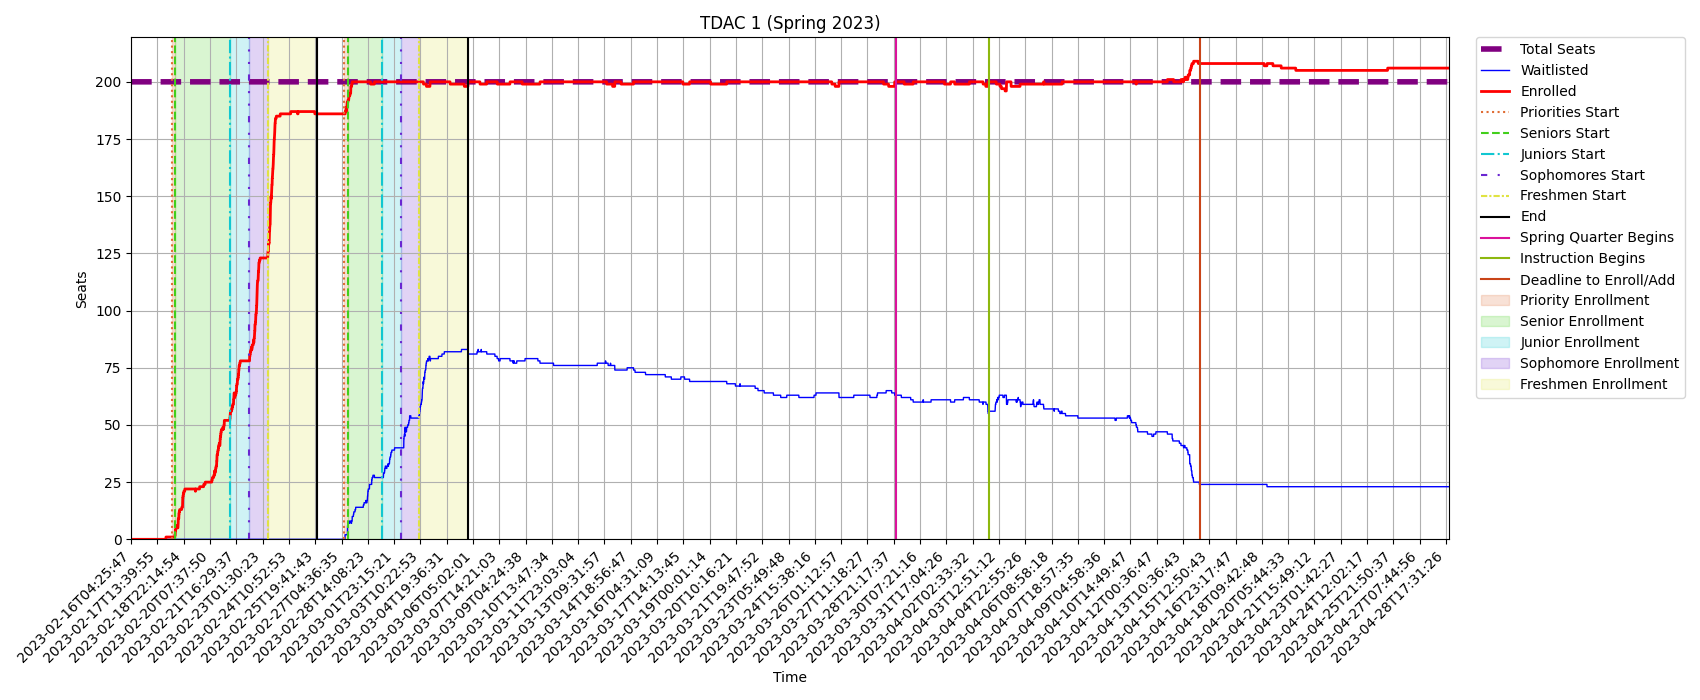 TDAC 1 (Spring 2023)
Seats
200
175
150
125
100
75
50
25
0
2023-02-16T04:25:47
2023-02-17T13:39:55
2023-02-18T22:14:54
2023-02-20T07:37:50
2023-02-21T16:29:37
2023-02-23T01:30:23
2023-02-24T10:52:53
2023-02-25T19:41:43
2023-02-27T04:36:35
2023-02-28T14:08:23
2023-03-01T23:15:21
2023-03-03T10:22:53
2023-03-04T19:36:31
2023-03-06T05:02:01
2023-03-07T14:21:03
2023-03-09T04:24:38
2023-03-10T13:47:34
2023-03-11T23:03:04
2023-03-13T09:31:57
2023-03-14T18:56:47
2023-03-16T04:31:09
2023-03-17T14:13:45
2023-03-19T00:01:14
2023-03-20T10:16:21
2023-03-21T19:47:52
2023-03-23T05:49:48
2023-03-24T15:38:16
2023-03-26T01:12:57
2023-03-27T11:18:27
2023-03-28T21:17:37
2023-03-30T07:21:16
2023-03-31T17:04:26
2023-04-02T02:33:32
2023-04-03T12:51:12
2023-04-04T22:55:26
2023-04-06T08:58:18
2023-04-07T18:57:35
2023-04-09T04:58:36
2023-04-10T14:49:47
2023-04-12T00:36:47
2023-04-13T10:36:43
2023-04-15T12:50:43
2023-04-16T23:17:47
2023-04-18T09:42:48
2023-04-20T05:44:33
2023-04-21T15:49:12
2023-04-23T01:42:27
2023-04-24T12:02:17
2023-04-25T21:50:37
2023-04-27T07:44:56
2023-04-28T17:31:26
Time
Total Seats
Waitlisted
Enrolled
Priorities Start
Seniors Start
Juniors Start
Sophomores Start
Freshmen Start
End
Spring Quarter Begins
Instruction Begins
Deadline to Enroll/Add
Priority Enrollment
Senior Enrollment
Junior Enrollment
Sophomore Enrollment
Freshmen Enrollment